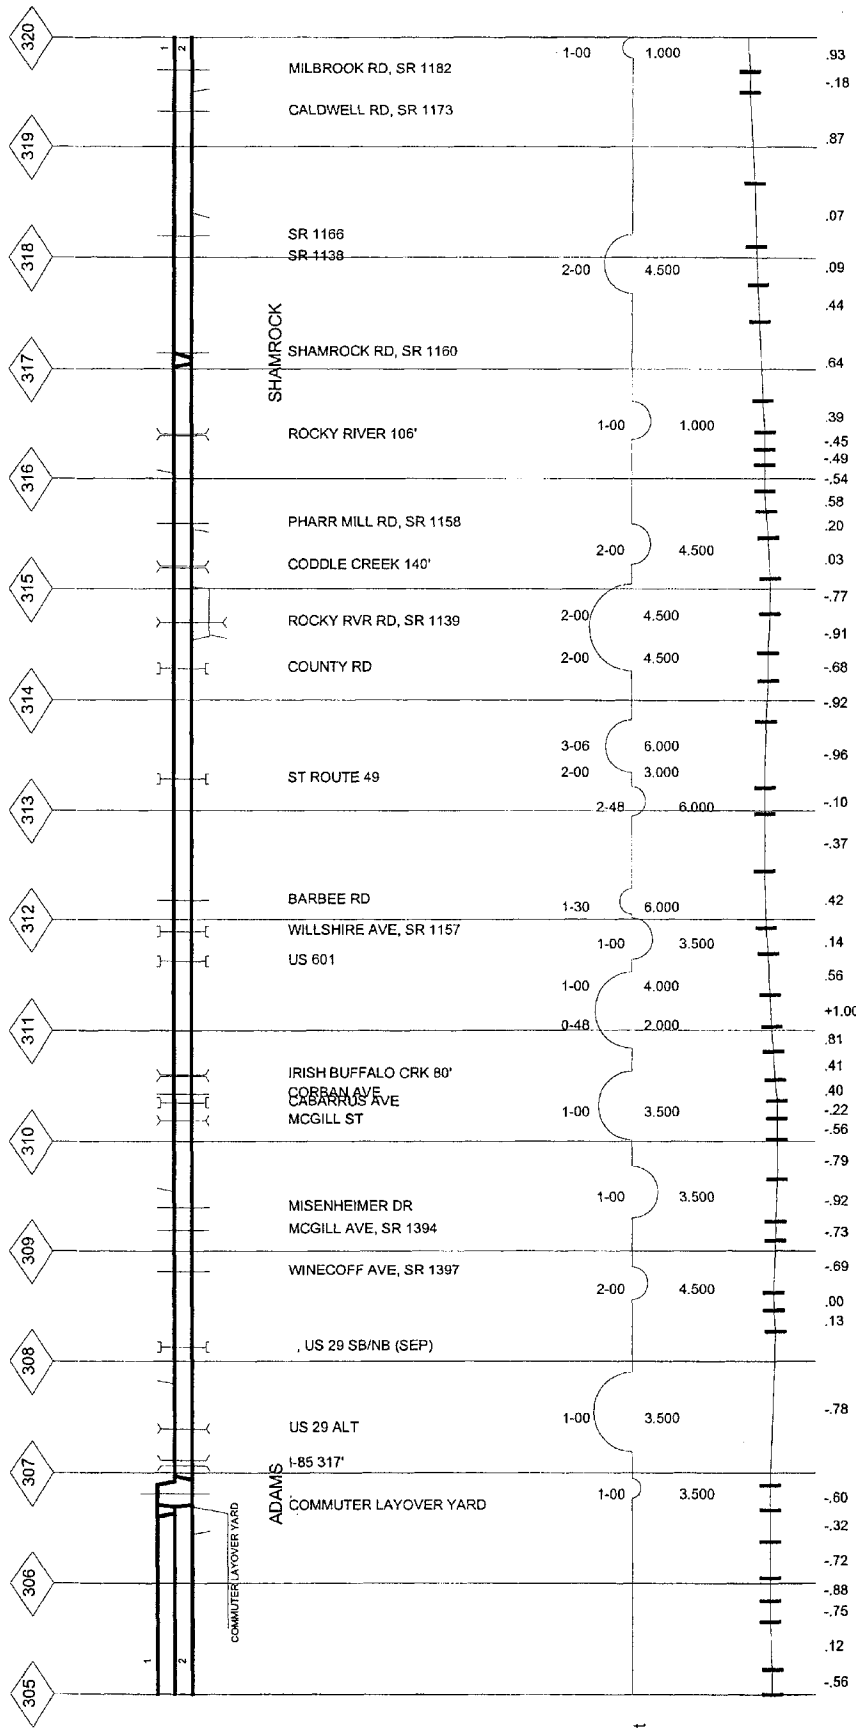 320
1
2
1-00 1.000
.93
MILBROOK RD, SR 1182
-.18
CALDWELL RD, SR 1173
319
.87
.07
SR 1166
318
SR 1138
2-00 4.500
.09
.44
SHAMROCK
SHAMROCK RD, SR 1160
317
.64
.39
1-00 1.000
ROCKY RIVER 106'
-.45
-.49
316
-.54
.58
PHARR MILL RD, SR 1158
.20
2-00 4.500
.03
CODDLE CREEK 140'
315
-.77
2-00 4.500
ROCKY RVR RD, SR 1139
-.91
2-00 4.500
COUNTY RD
-.68
314
-.92
3-06 6.000
-.96
ST ROUTE 49
2-00 3.000
313
2-48 6.000
-.10
-.37
BARBEE RD
.42
1-30 6.000
312
WILLSHIRE AVE, SR 1157
.14
1-00 3.500
US 601
.56
1-00 4.000
+1.00
311
0-48 2.000
.81
.41
IRISH BUFFALO CRK 80'
CORBAN AVE
.40
CABARRUS AVE
1-00 3.500
-.22
MCGILL ST
-.56
310
-.79
1-00 3.500
-.92
MISENHEIMER DR
MCGILL AVE, SR 1394
-.73
309
-.69
WINECOFF AVE, SR 1397
2-00 4.500
.00
.13
, US 29 SB/NB (SEP)
308
-.78
1-00 3.500
US 29 ALT
I-85 317'
307
ADAMS
1-00 3.500
-.60
COMMUTER LAYOVER YARD
-.32
COMMUTER LAYOVER YARD
-.72
306
-.88
-.75
.12
1
2
-.56
305
t